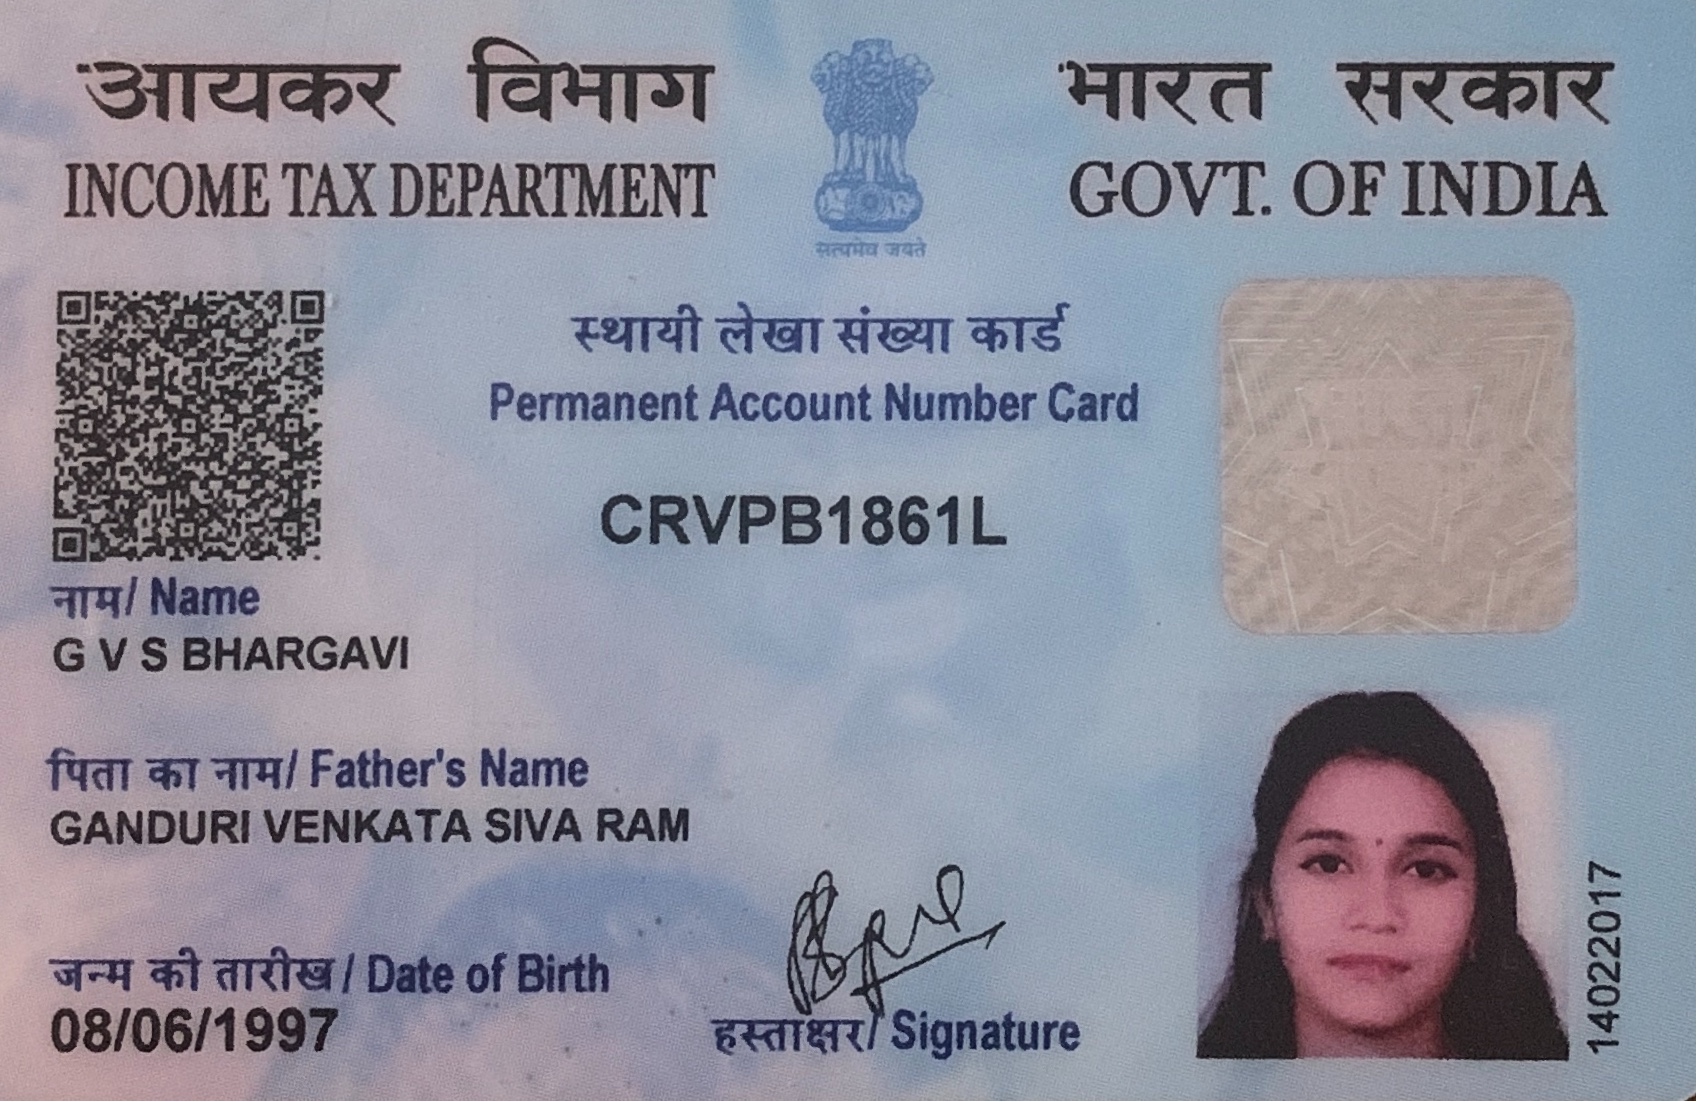 आयकर विभाग
INCOME TAX DEPARTMENT
सत्यमेव जयते
भारत सरकार
GOVT. OF INDIA
स्थायी लेखा संख्या कार्ड
Permanent Account Number Card
CRVPB1861L
नाम/ Name
G V S BHARGAVI
पिता का नाम/ Father's Name
GANDURI VENKATA SIVA RAM
जन्म की तारीख / Date of Birth
08/06/1997
हस्ताक्षर/ Signature
14022017